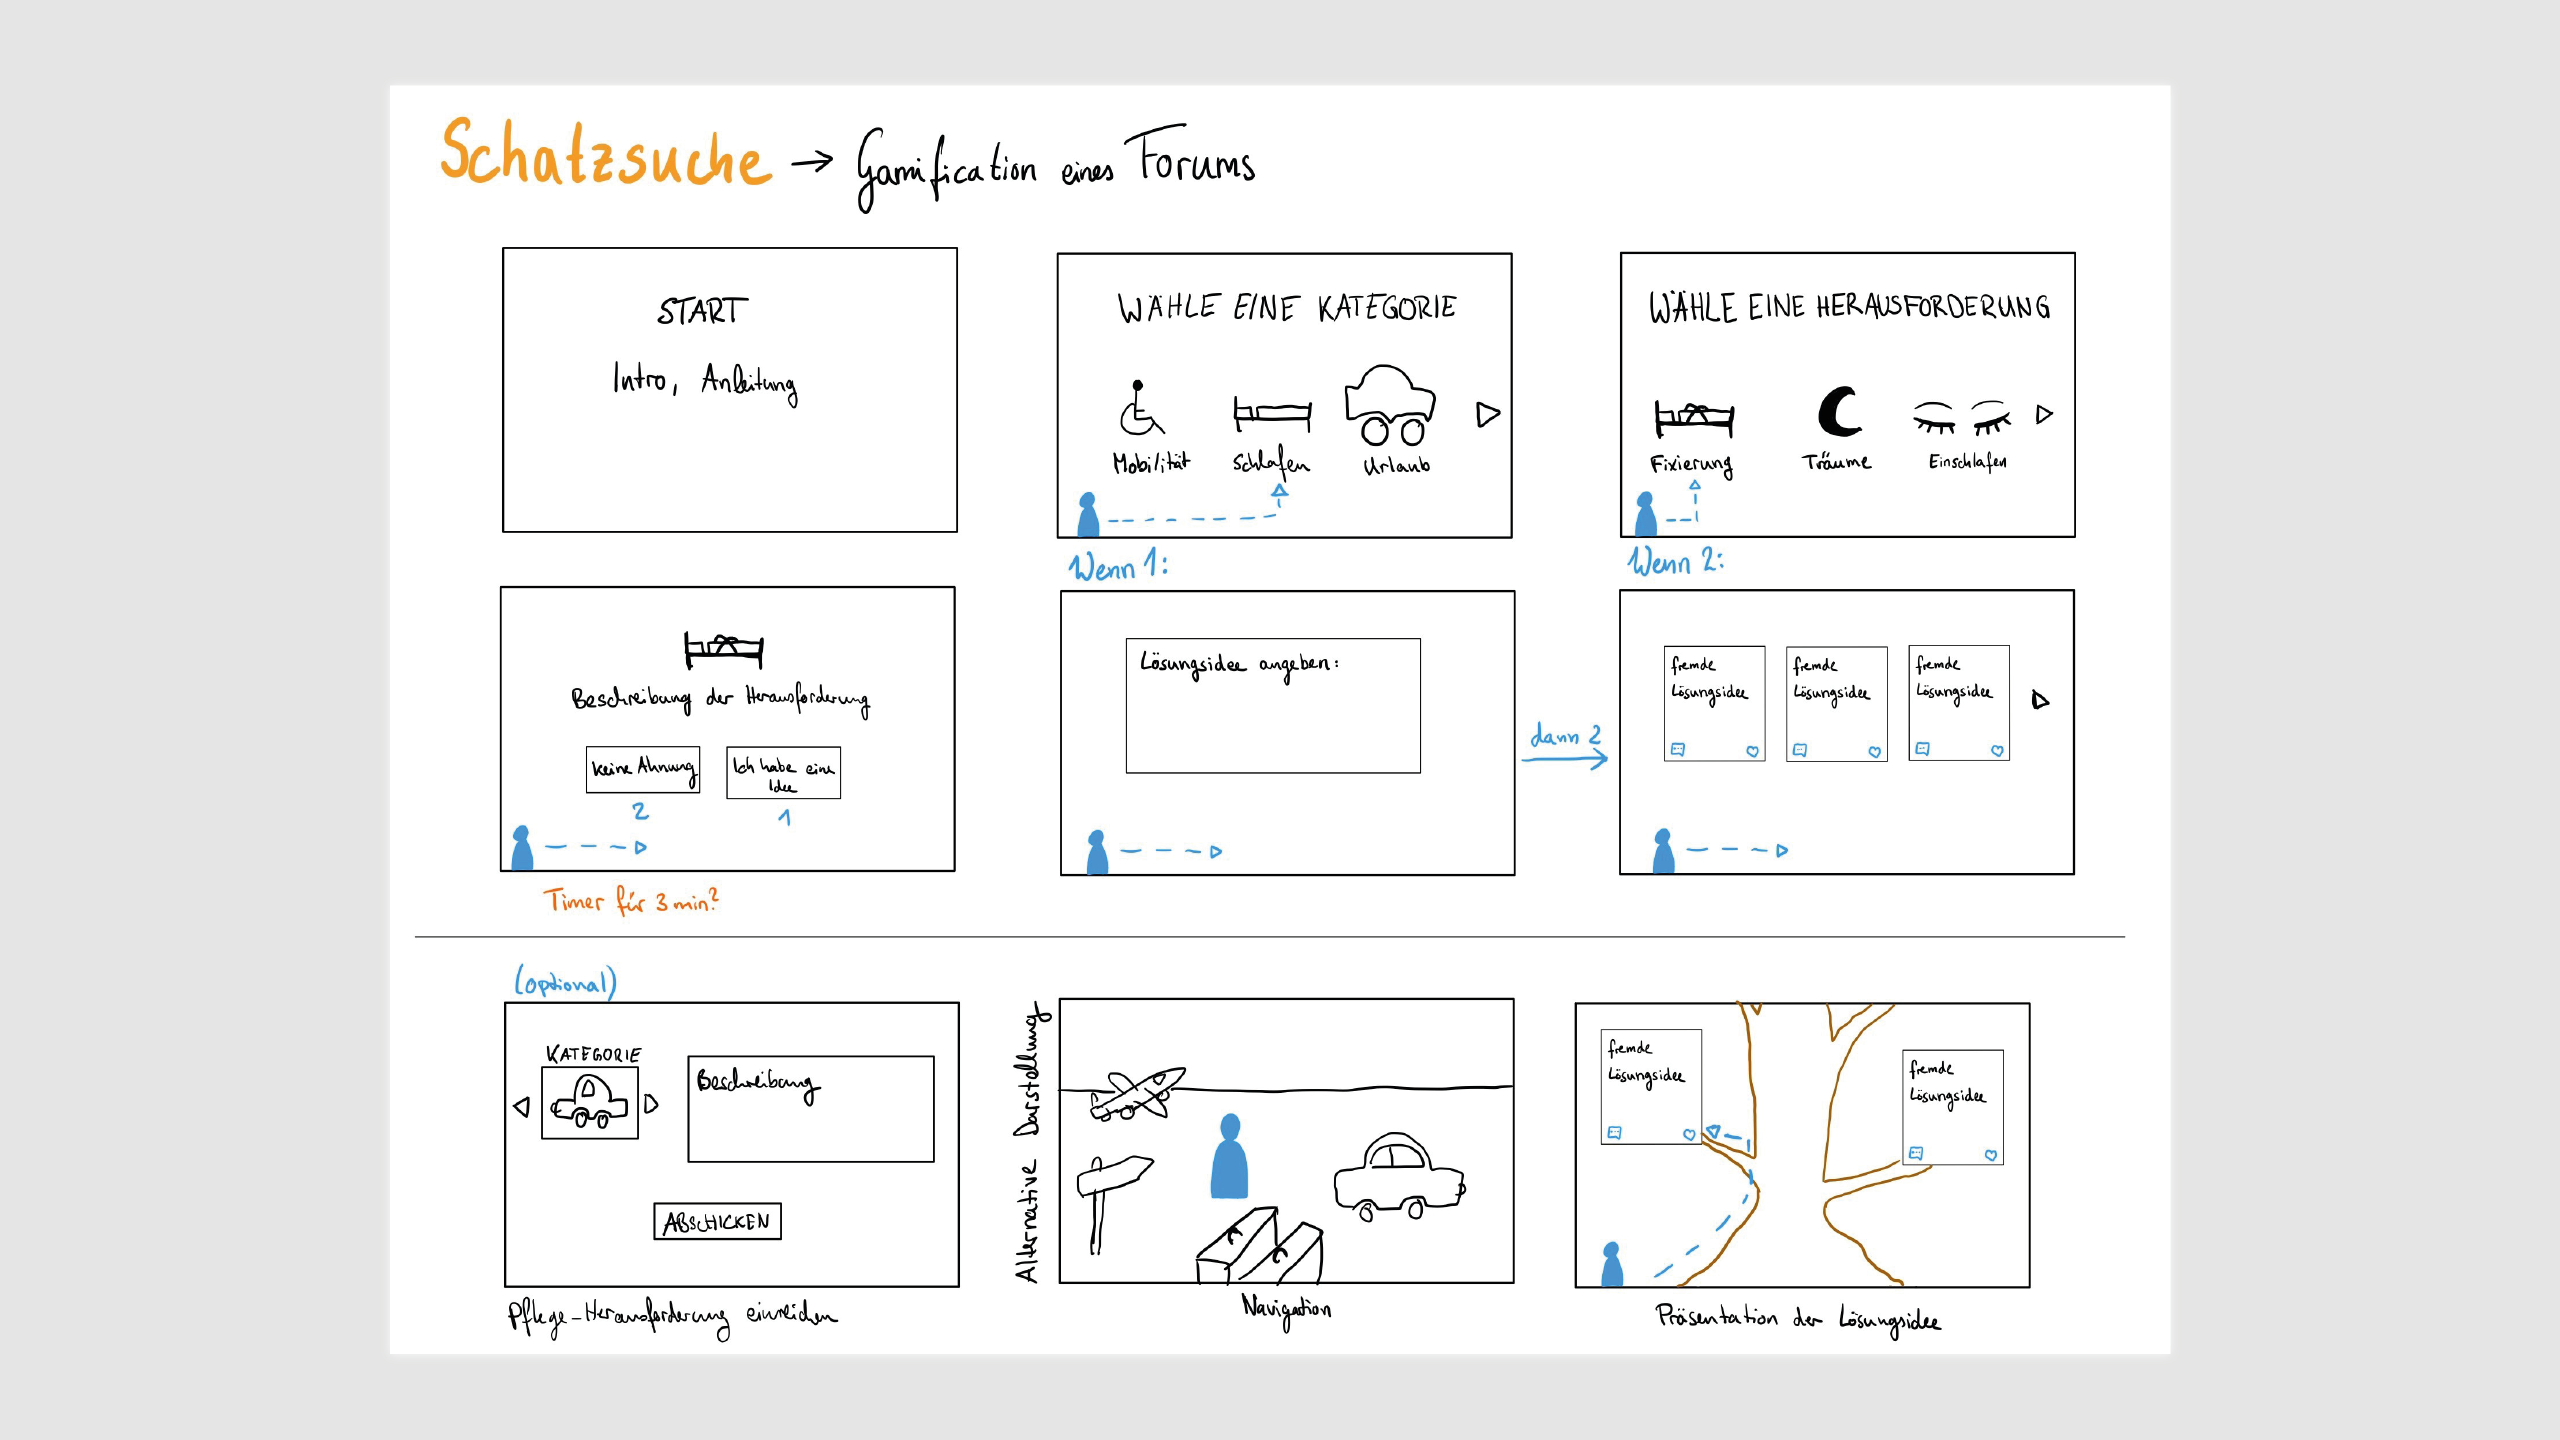 Schatzsuche → Gamification eines Forums
START
Intro, Anleitung
WÄHLE EINE KATEGORIE
Mobilität
Schlafen
Urlaub
WÄHLE EINE HERAUSFORDERUNG
Fixierung
Träume
Einschlafen
Beschreibung der Herausforderung
keine Ahnung
Ich habe eine
Idee
2
1
Timer für 3 min?
Wenn 1:
Lösungsidee angeben:
dann 2
Wenn 2:
fremde
Lösungsidee
fremde
Lösungsidee
fremde
Lösungsidee
(optional)
KATEGORIE
Beschreibung
ABSCHICKEN
Pflege-Herausforderung einreichen
Alternative Darstellung
Navigation
fremde
Lösungsidee
fremde
Lösungsidee
Präsentation der Lösungsidee